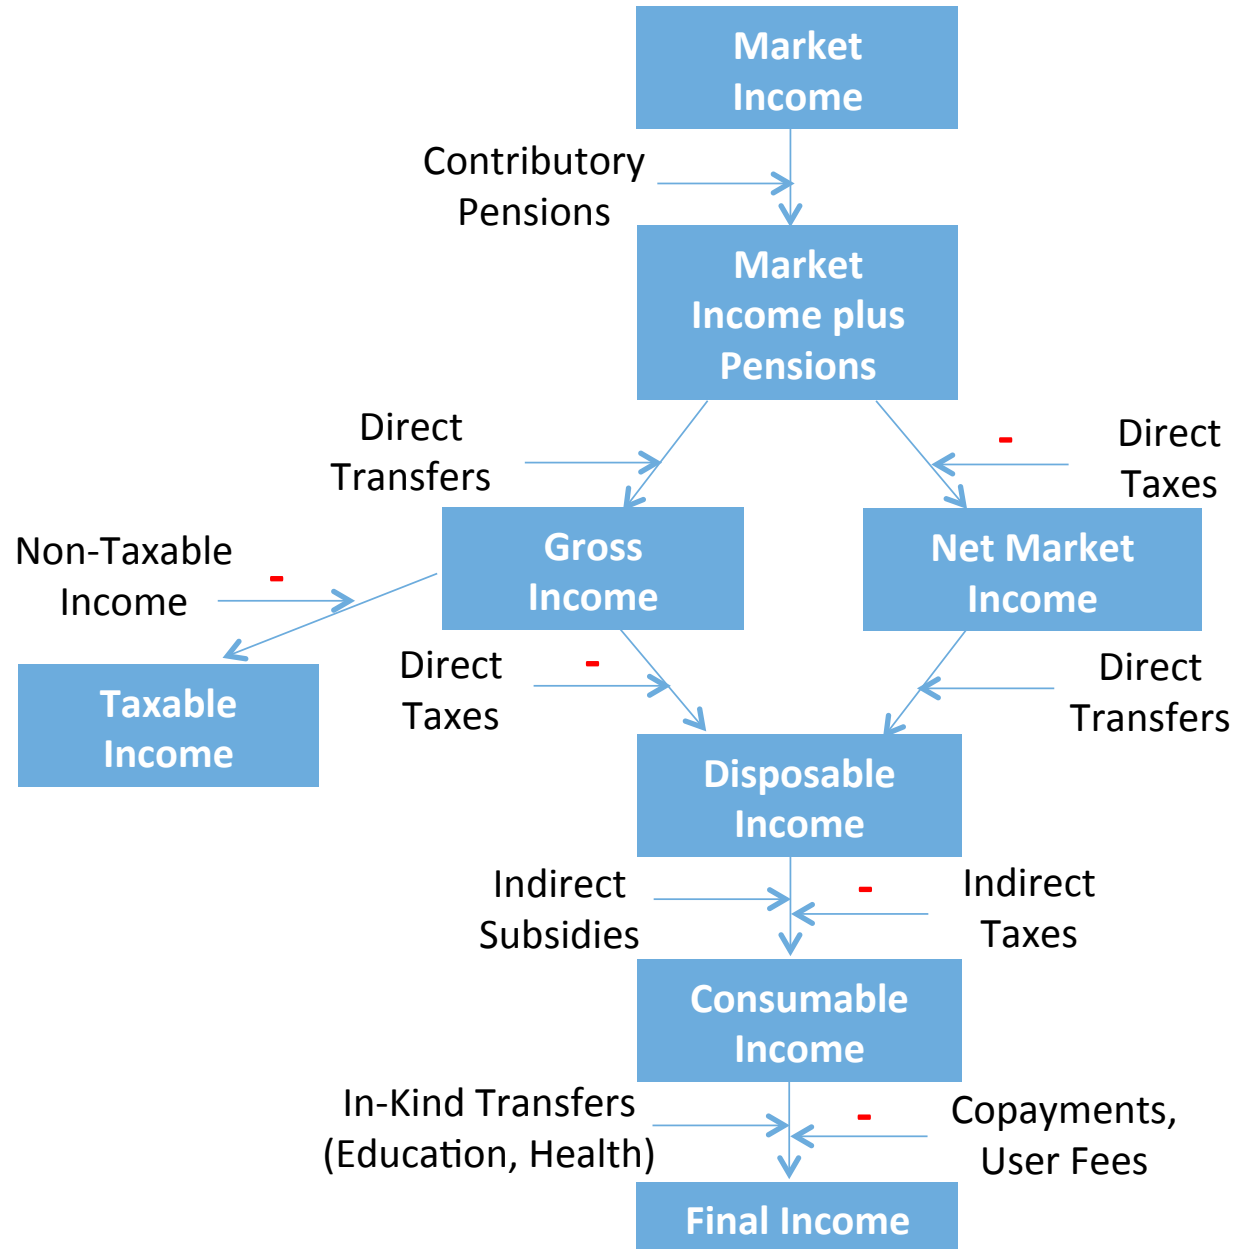 Market
Income
Contributory
Pensions
Market
Income plus
Pensions
Direct
Transfers
-
Direct
Taxes
Non-Taxable
Income
-
Gross
Income
Net Market
Income
Taxable
Income
Direct
Taxes
-
Direct
Transfers
Disposable
Income
Indirect
Subsidies
-
Indirect
Taxes
Consumable
Income
In-Kind Transfers
(Education, Health)
-
Copayments,
User Fees
Final Income